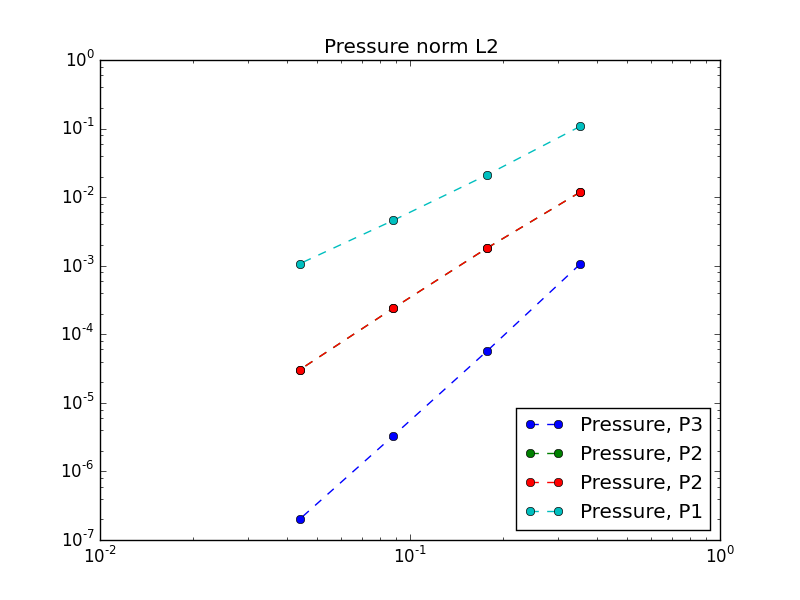 Pressure norm L2
10^0
10^-1
10^-2
10^-3
10^-4
10^-5
10^-6
10^-7
10^-2
10^-1
10^0
Pressure, P3
Pressure, P2
Pressure, P2
Pressure, P1